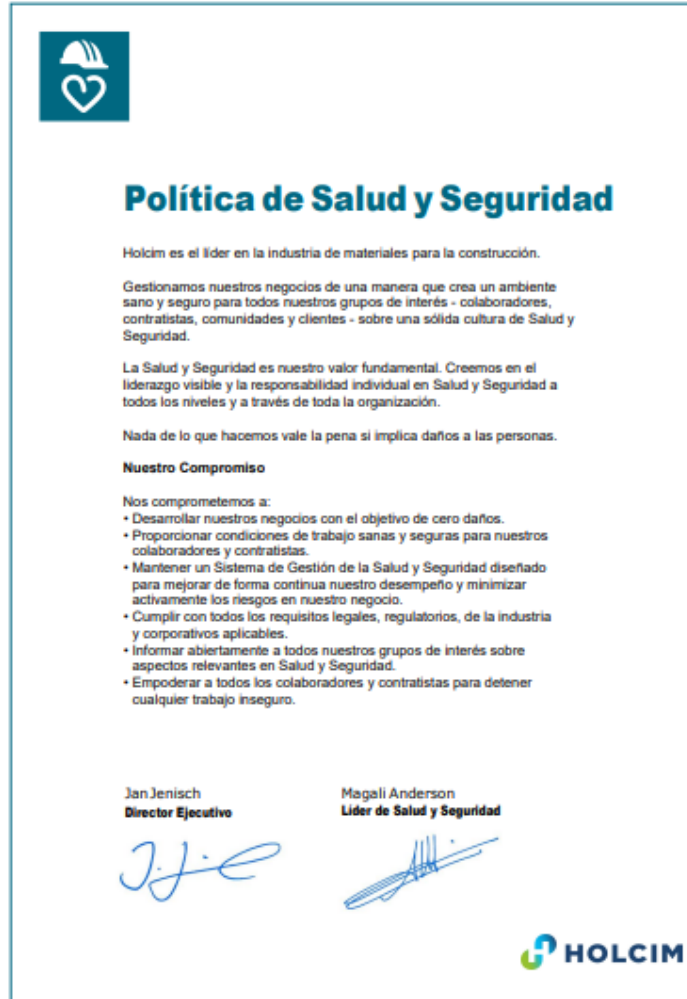 Política de Salud y Seguridad
Holcim es el líder en la industria de materiales para la construcción.
Gestionamos nuestros negocios de una manera que crea un ambiente
sano y seguro para todos nuestros grupos de interés - colaboradores,
contratistas, comunidades y clientes - sobre una sólida cultura de Salud y
Seguridad.
La Salud y Seguridad es nuestro valor fundamental. Creemos en el
liderazgo visible y la responsabilidad individual en Salud y Seguridad a
todos los niveles y a través de toda la organización.
Nada de lo que hacemos vale la pena si implica daños a las personas.
Nuestro Compromiso
Nos comprometemos a:
• Desarrollar nuestros negocios con el objetivo de cero daños.
• Proporcionar condiciones de trabajo sanas y seguras para nuestros
colaboradores y contratistas.
• Mantener un Sistema de Gestión de la Salud y Seguridad diseñado
para mejorar de forma continua nuestro desempeño y minimizar
activamente los riesgos en nuestro negocio.
• Cumplir con todos los requisitos legales, regulatorios, de la industria
y corporativos aplicables.
• Informar abiertamente a todos nuestros grupos de interés sobre
aspectos relevantes en Salud y Seguridad.
• Empoderar a todos los colaboradores y contratistas para detener
cualquier trabajo inseguro.
Jan Jenisch
Director Ejecutivo
Magali Anderson
Líder de Salud y Seguridad
HOLCIM